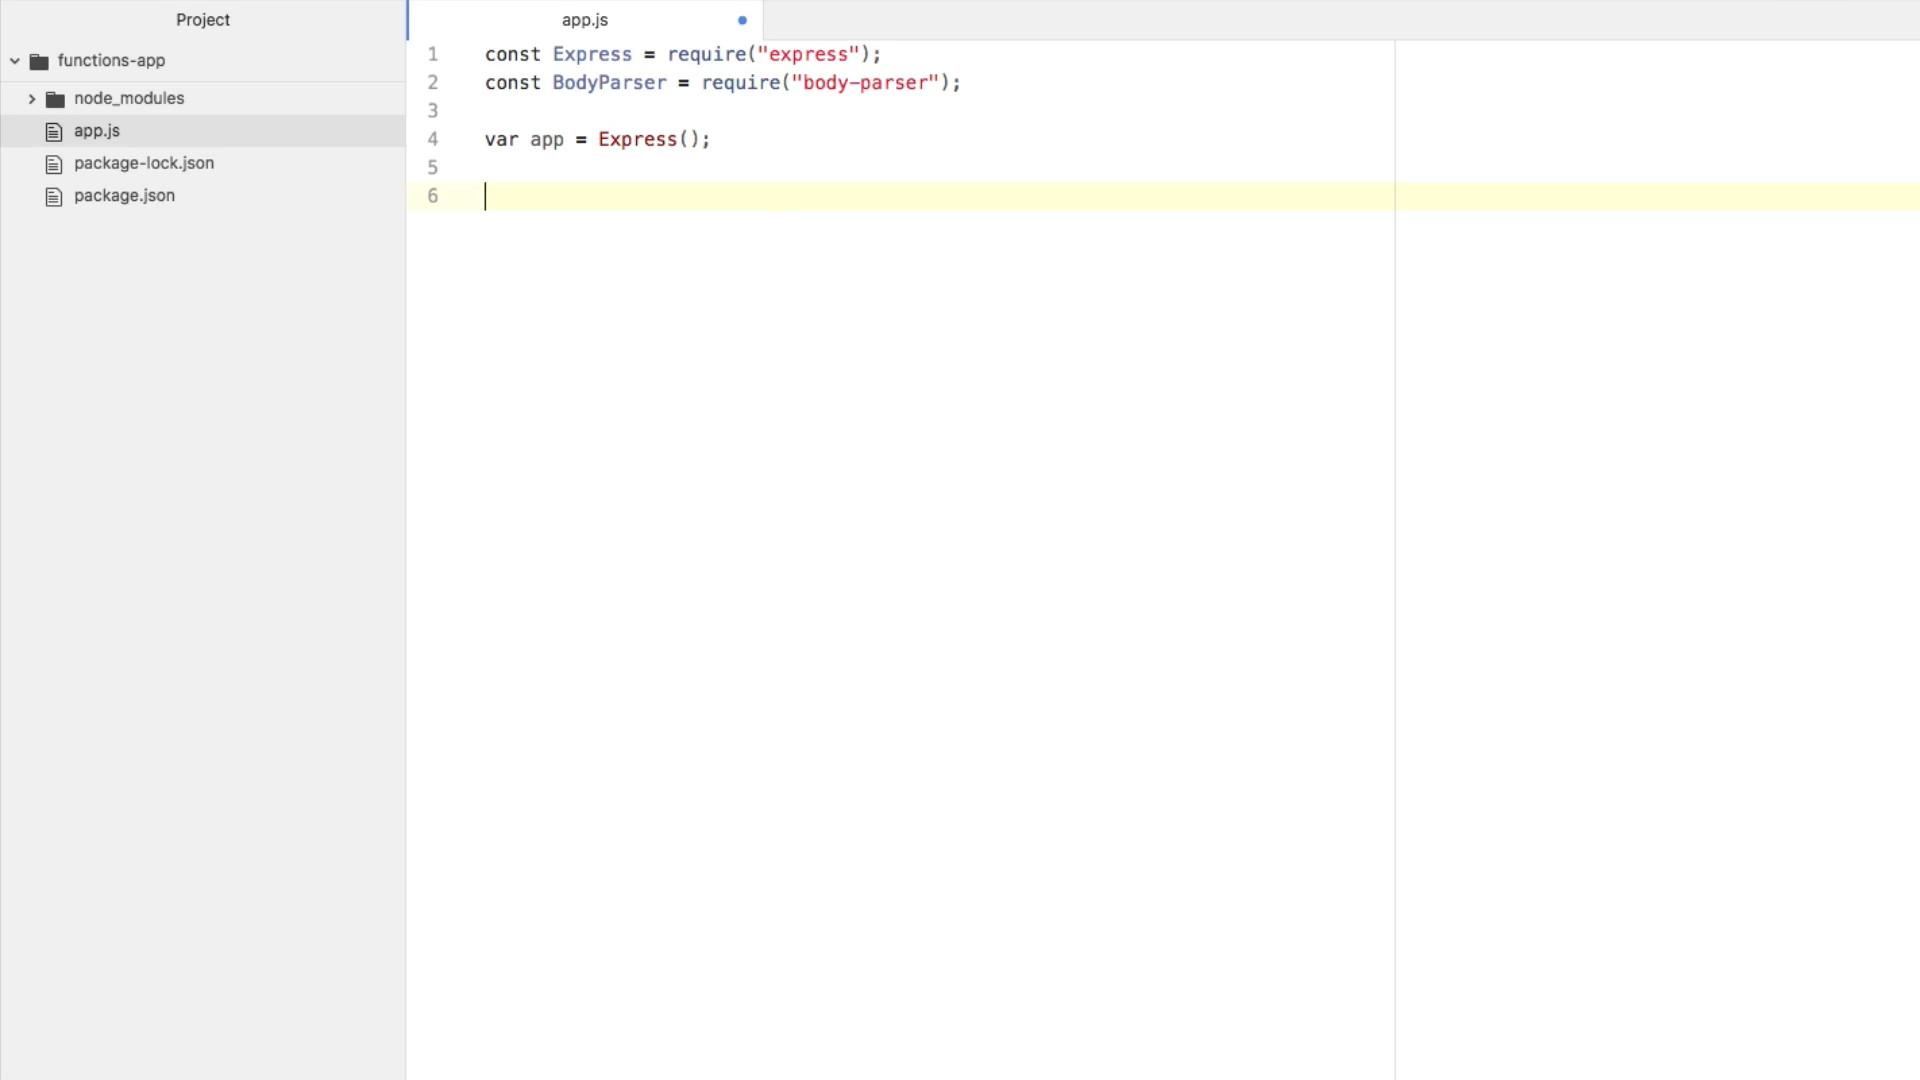 Project
functions-app
node_modules
app.js
package-lock.json
package.json
app.js
1 const Express = require("express");
2 const BodyParser = require("body-parser");
3
4 var app = Express();
5
6